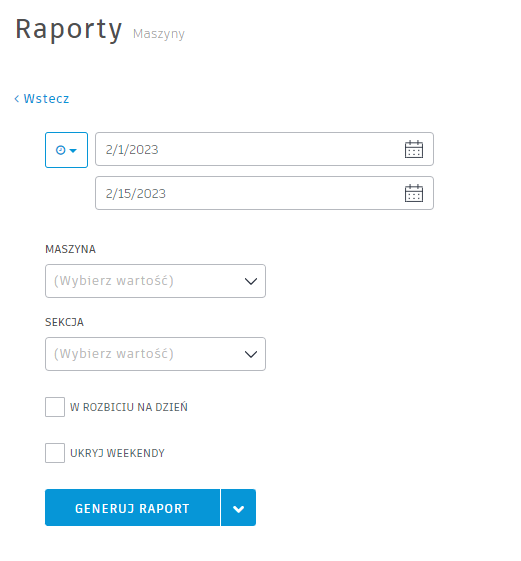 Raporty Maszyny
Wstecz
2/1/2023
2/15/2023
MASZYNA
(Wybierz wartość)
SEKCJA
(Wybierz wartość)
W ROZBICIU NA DZIEŃ
UKRYJ WEEKENDY
GENERUJ RAPORT